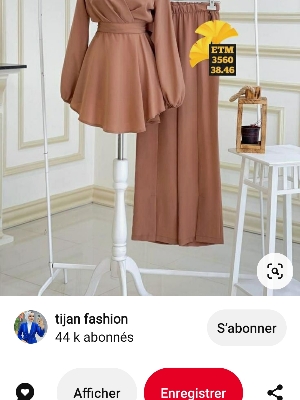 ETM
3560
38.46
tijan fashion
44 k abonnés
S'abonner
Afficher
Enregistrer